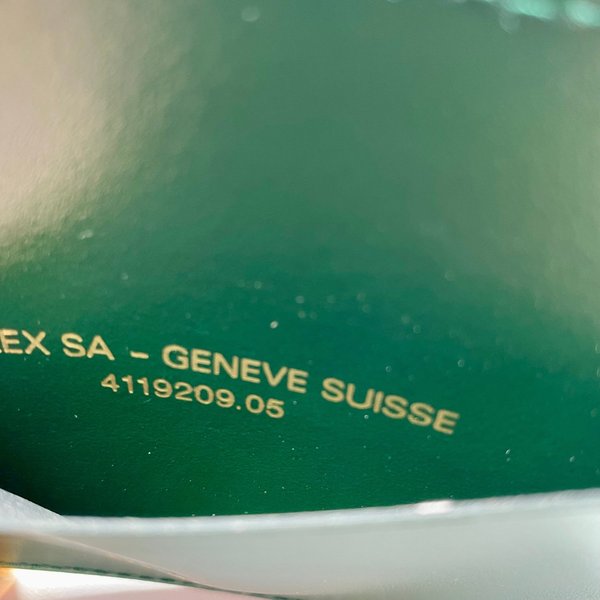 EX SA - GENEVE SUISSE
4119209.05